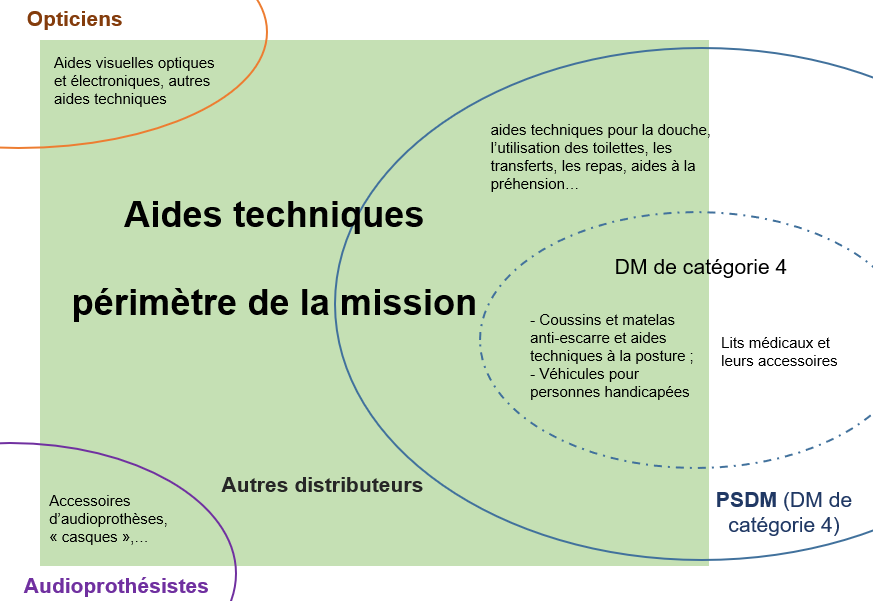 Opticiens
Aides visuelles optiques
et électroniques, autres
aides techniques
aides techniques pour la douche,
l'utilisation des toilettes, les
transferts, les repas, aides à la
préhension…
Aides techniques
périmètre de la mission
DM de catégorie 4
- Coussins et matelas
anti-escarre et aides
techniques à la posture ;
- Véhicules pour
personnes handicapées
Lits médicaux et
leurs accessoires
Autres distributeurs
PSDM (DM de
catégorie 4)
Accessoires
d'audioprothèses,
« casques »,…
Audioprothésistes